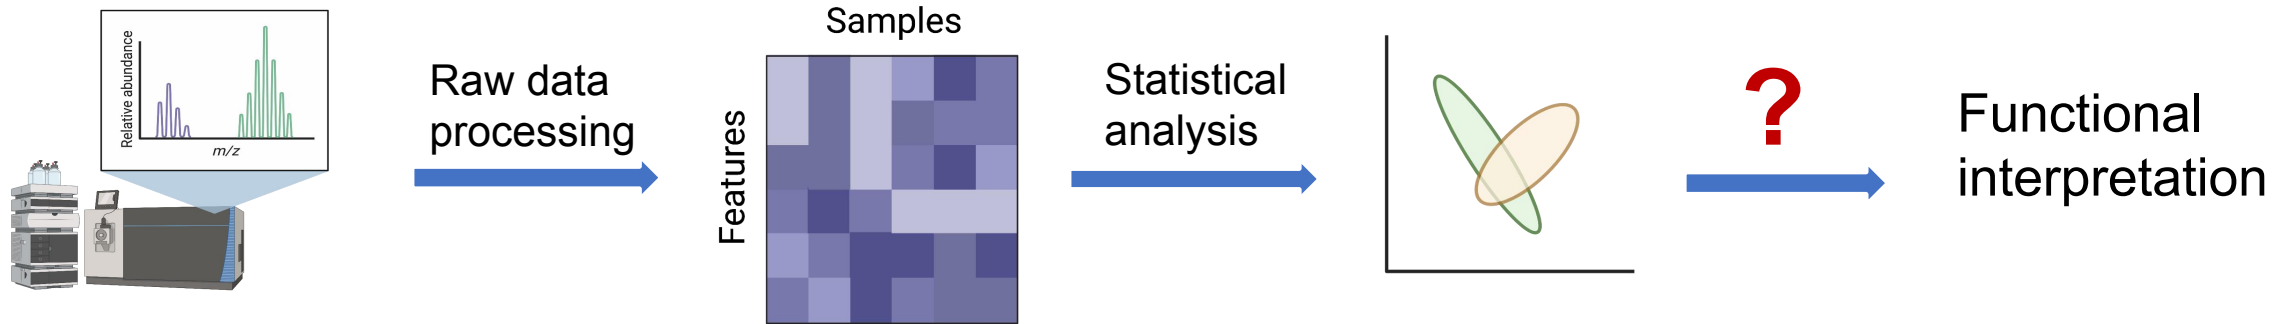 Relative abundance
m/z
Raw data
processing
Samples
Features
Statistical
analysis
?
Functional
interpretation